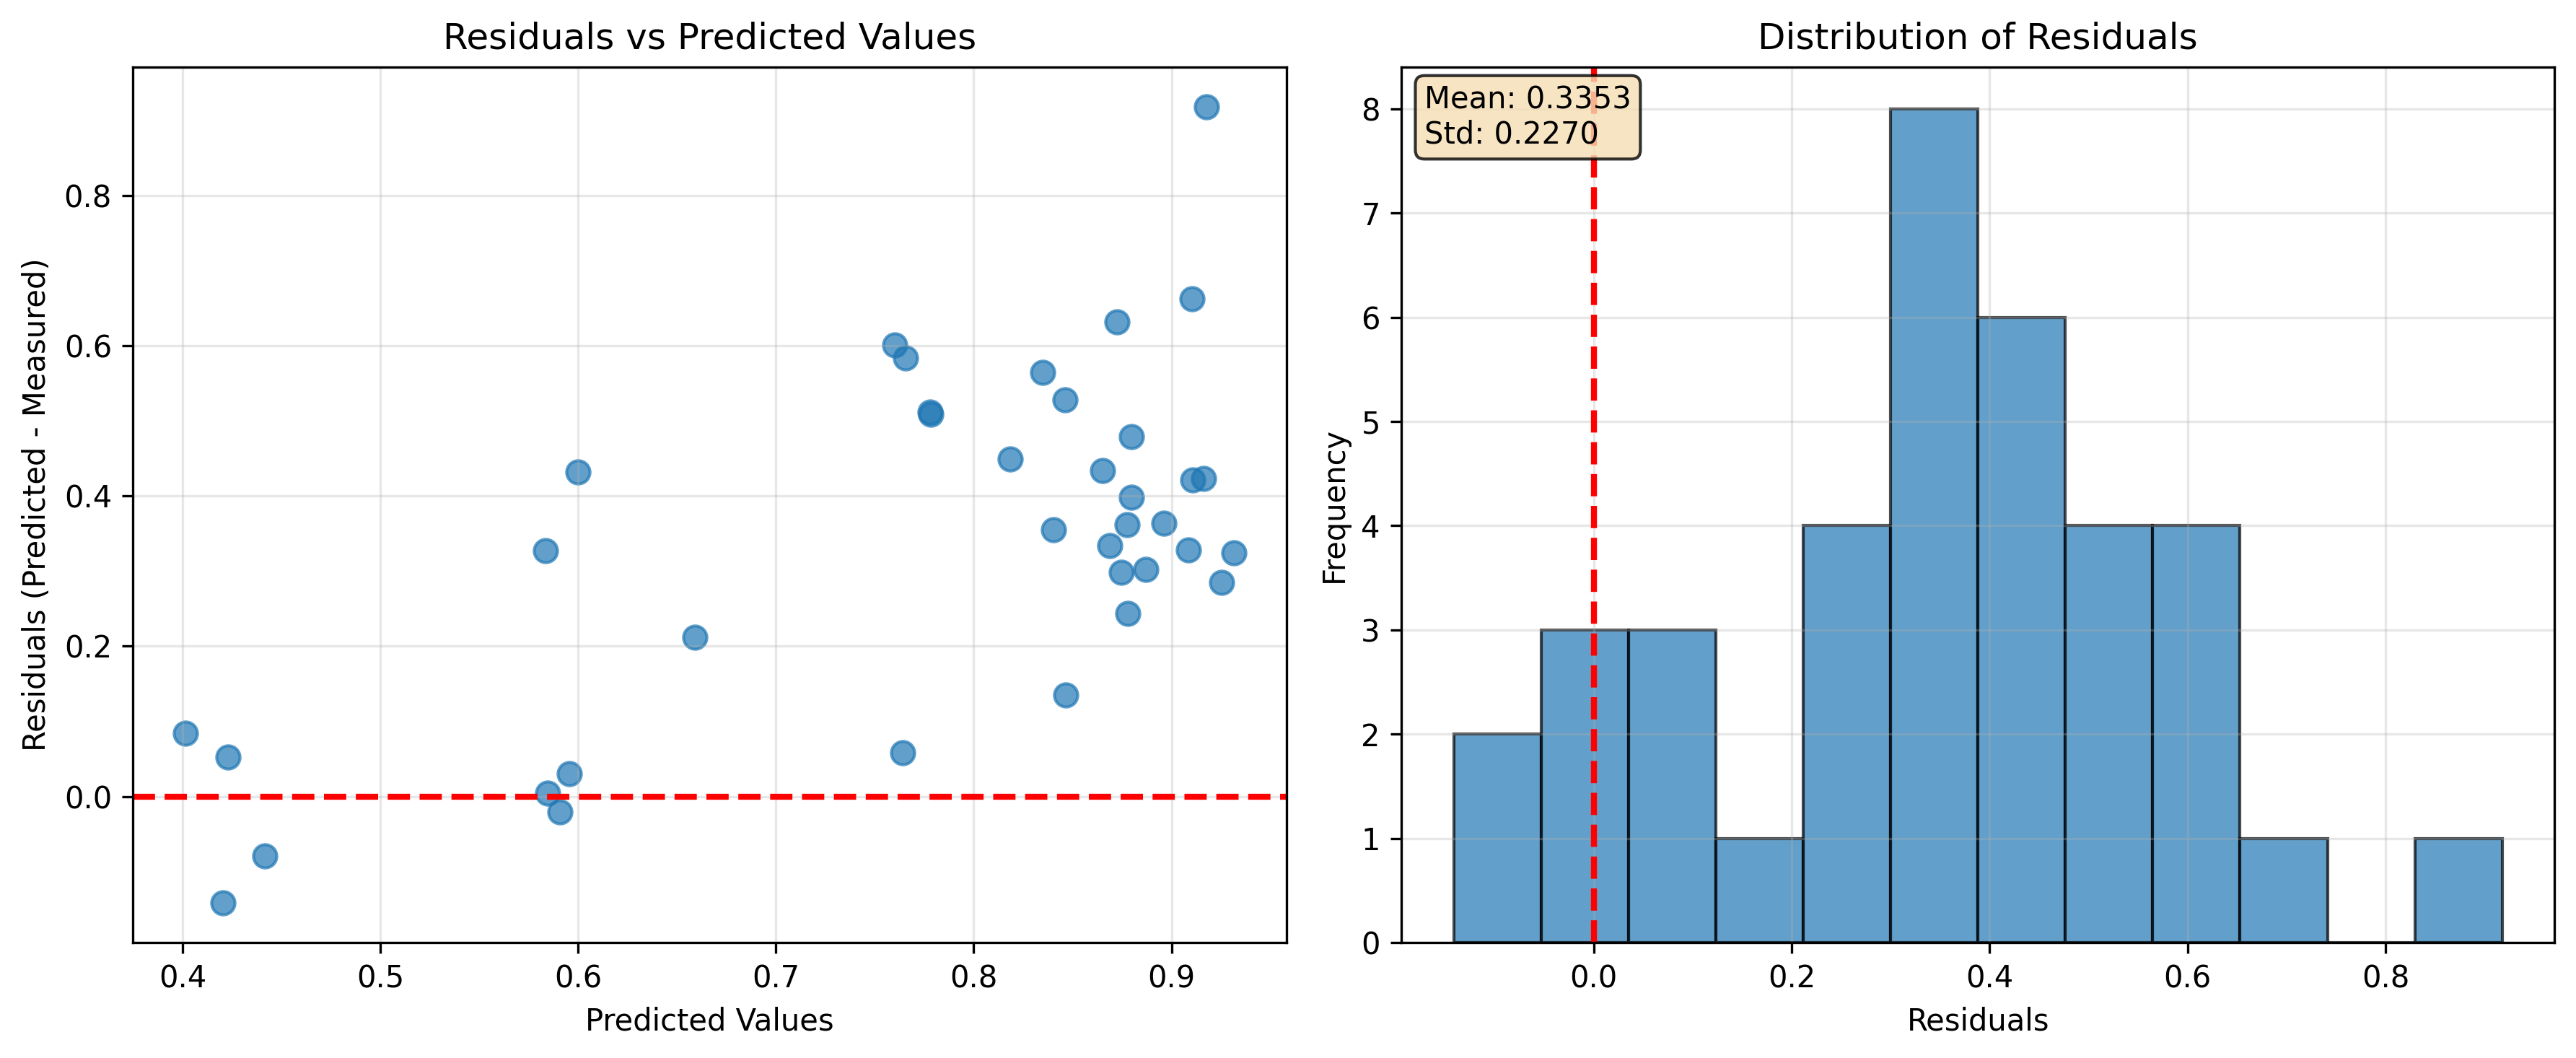 Residuals vs Predicted Values
Residuals (Predicted - Measured)
0.8
0.6
0.4
0.2
0.0
0.4 0.5 0.6 0.7 0.8 0.9
Predicted Values
Distribution of Residuals
Mean: 0.3353
Std: 0.2270
Frequency
8
7
6
5
4
3
2
1
0
0.0 0.2 0.4 0.6 0.8
Residuals